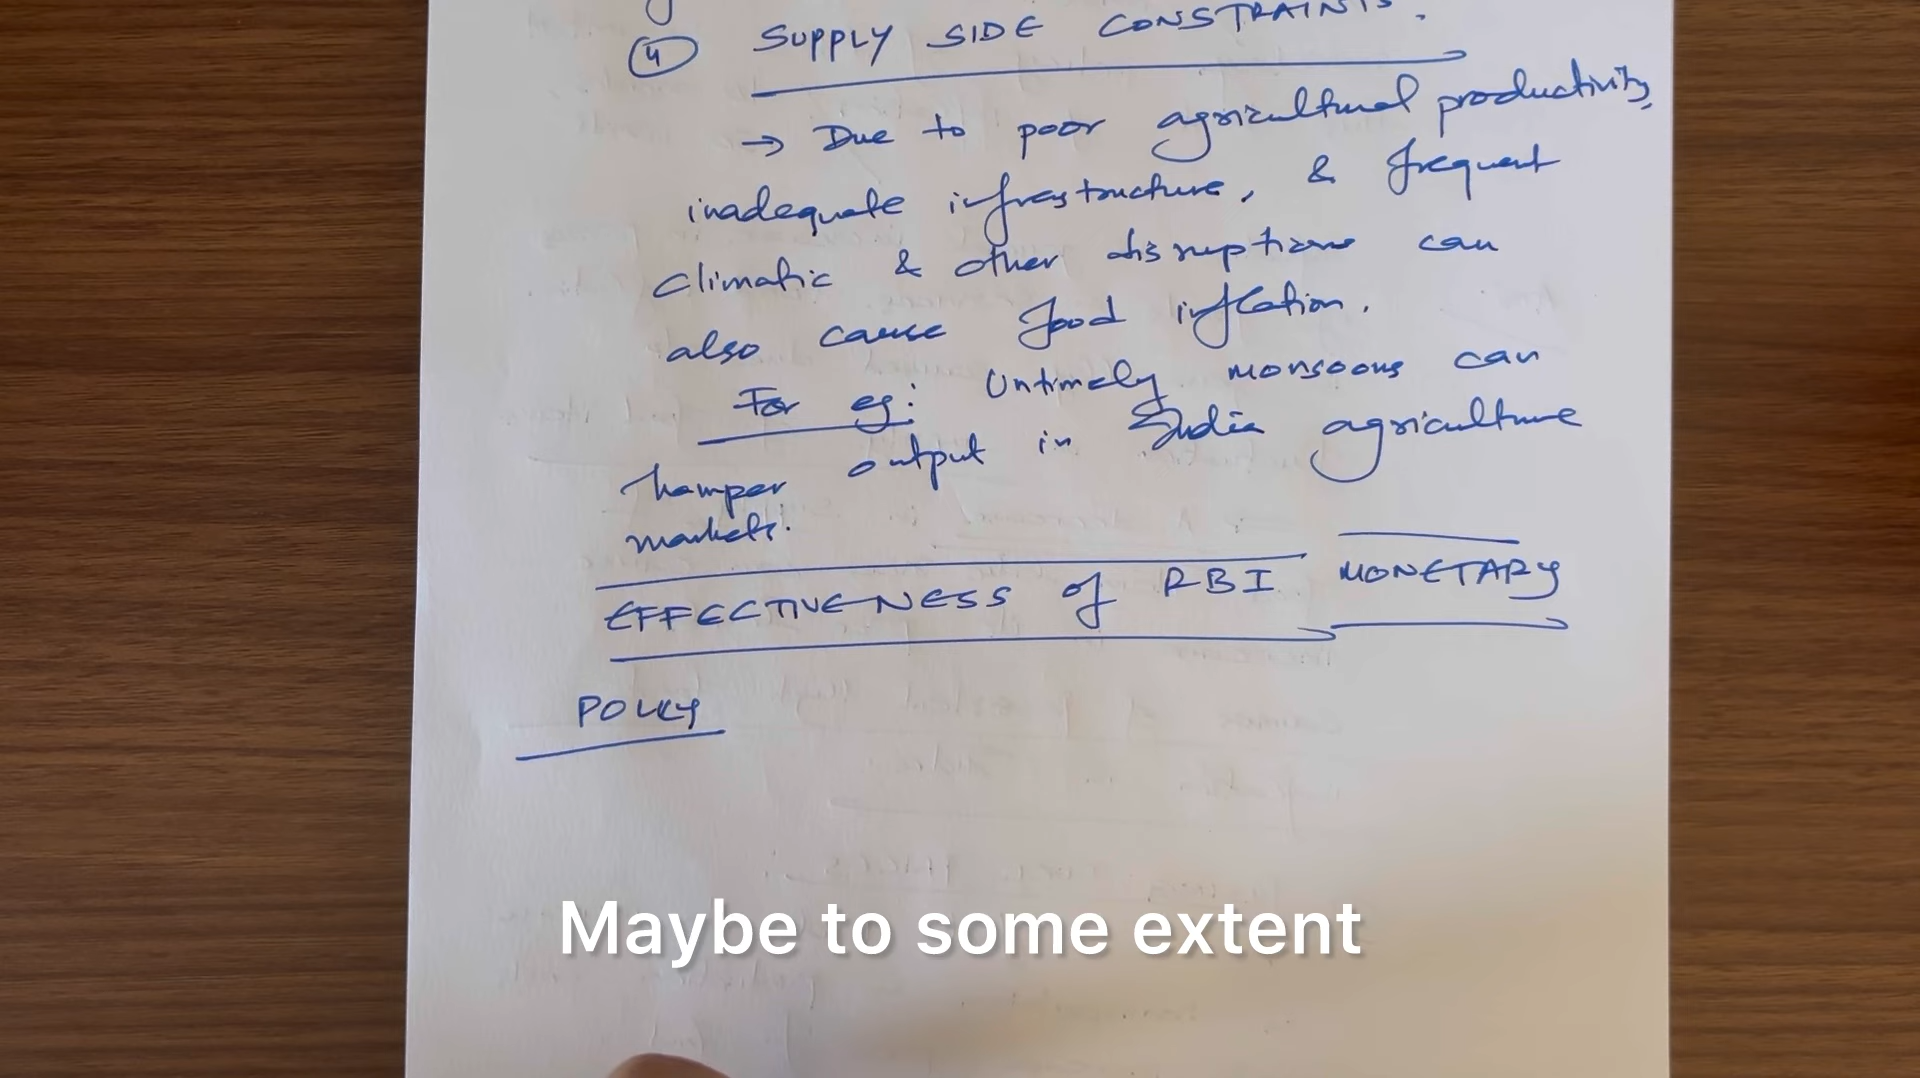 ④ SUPPLY SIDE CONSTRAINTS.
→ Due to poor agricultural productivity,
inadequate infrastructure, & frequent
climatic & other disruptions can
also cause food inflation.
For eg: Untimely monsoons can
hamper output in India agriculture
markets.
EFFECTIVENESS of RBI MONETARY
POLICY
Maybe to some extent